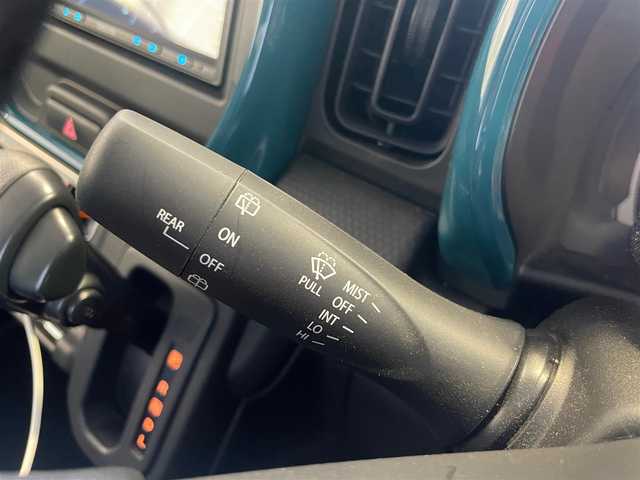 REAR
ON
OFF
PULL
MIST
OFF
INT
LO
HI